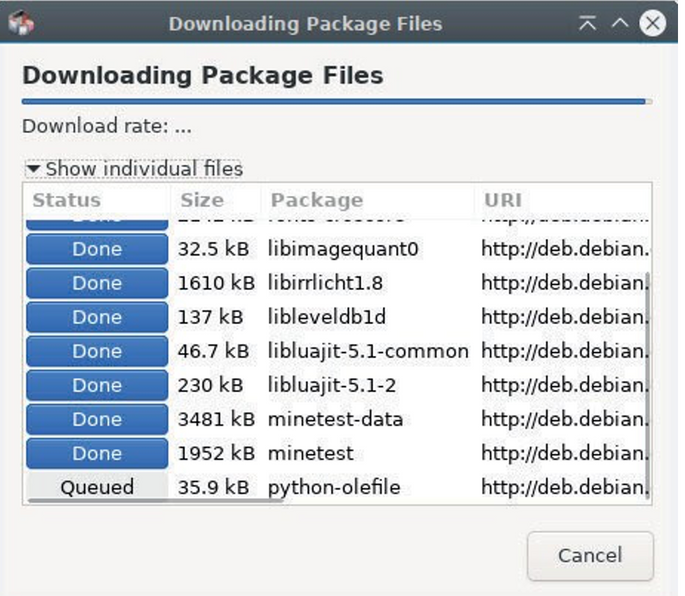 Downloading Package Files
Downloading Package Files
Download rate: ...
Show individual files
Status Size Package URI
Done 32.5 kB libimagequant0 http://deb.debian.
Done 1610 kB libirrlicht1.8 http://deb.debian.
Done 137 kB libleveldb1d http://deb.debian.
Done 46.7 kB libluajit-5.1-common http://deb.debian.
Done 230 kB libluajit-5.1-2 http://deb.debian.
Done 3481 kB minetest-data http://deb.debian.
Done 1952 kB minetest http://deb.debian.
Queued 35.9 kB python-olefile http://deb.debian.
Cancel